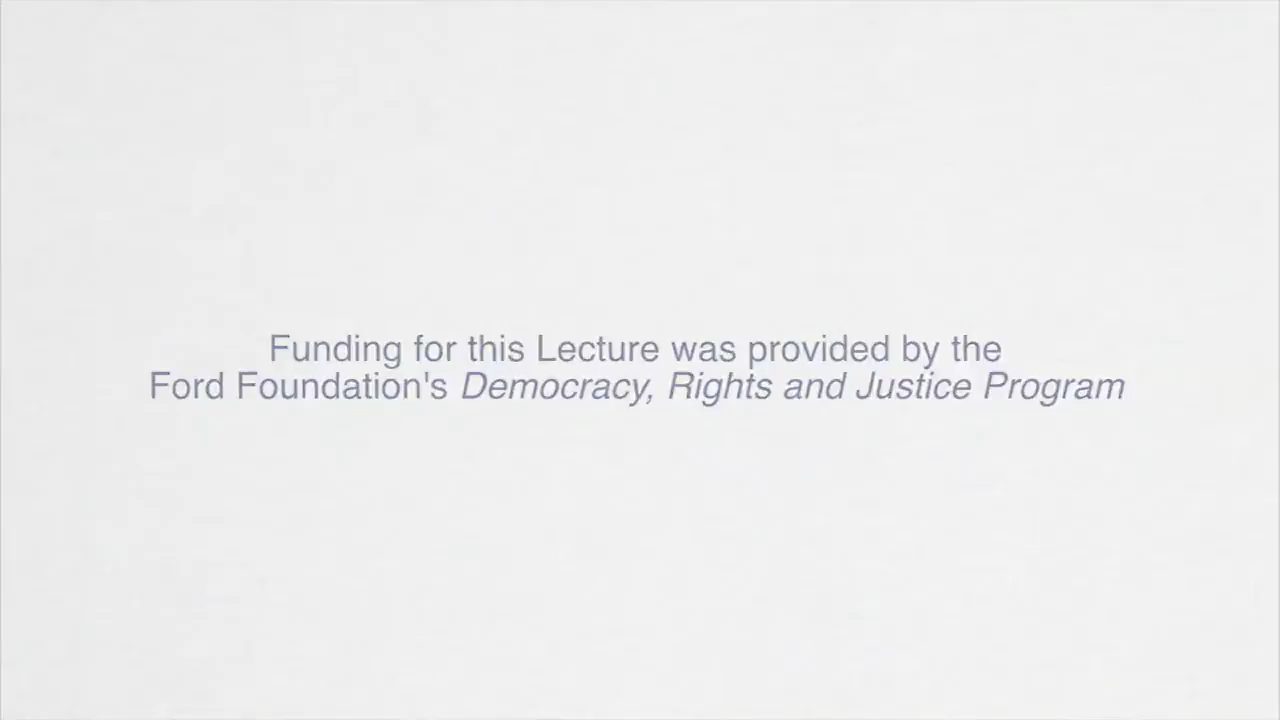 Funding for this Lecture was provided by the
Ford Foundation's Democracy, Rights and Justice Program